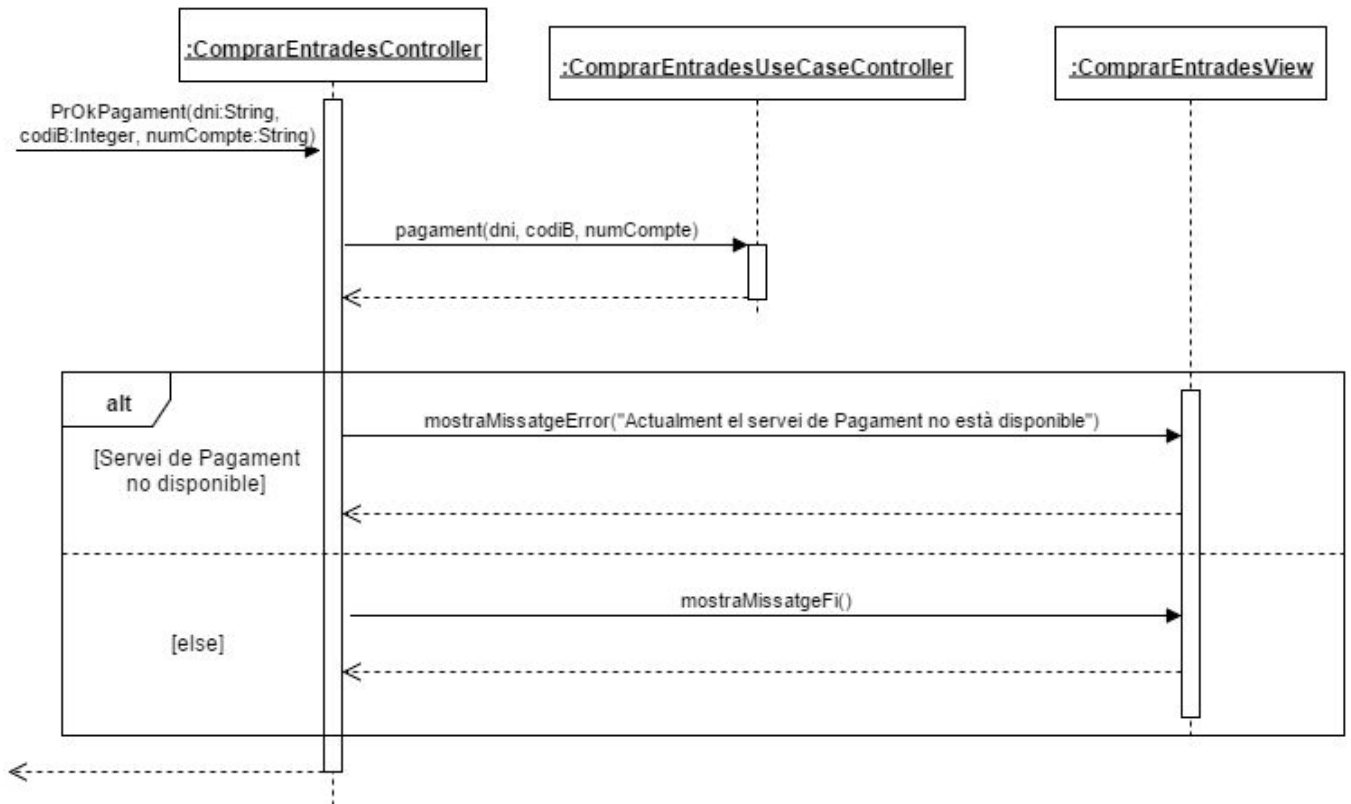 :ComprarEntradesController
:ComprarEntradesUseCaseController
:ComprarEntradesView
PrOkPagament(dni:String,
codiB:Integer, numCompte:String)
pagament(dni, codiB, numCompte)
alt
mostraMissatgeError("Actualment el servei de Pagament no està disponible")
[Servei de Pagament
no disponible]
mostraMissatgeFi()
[else]